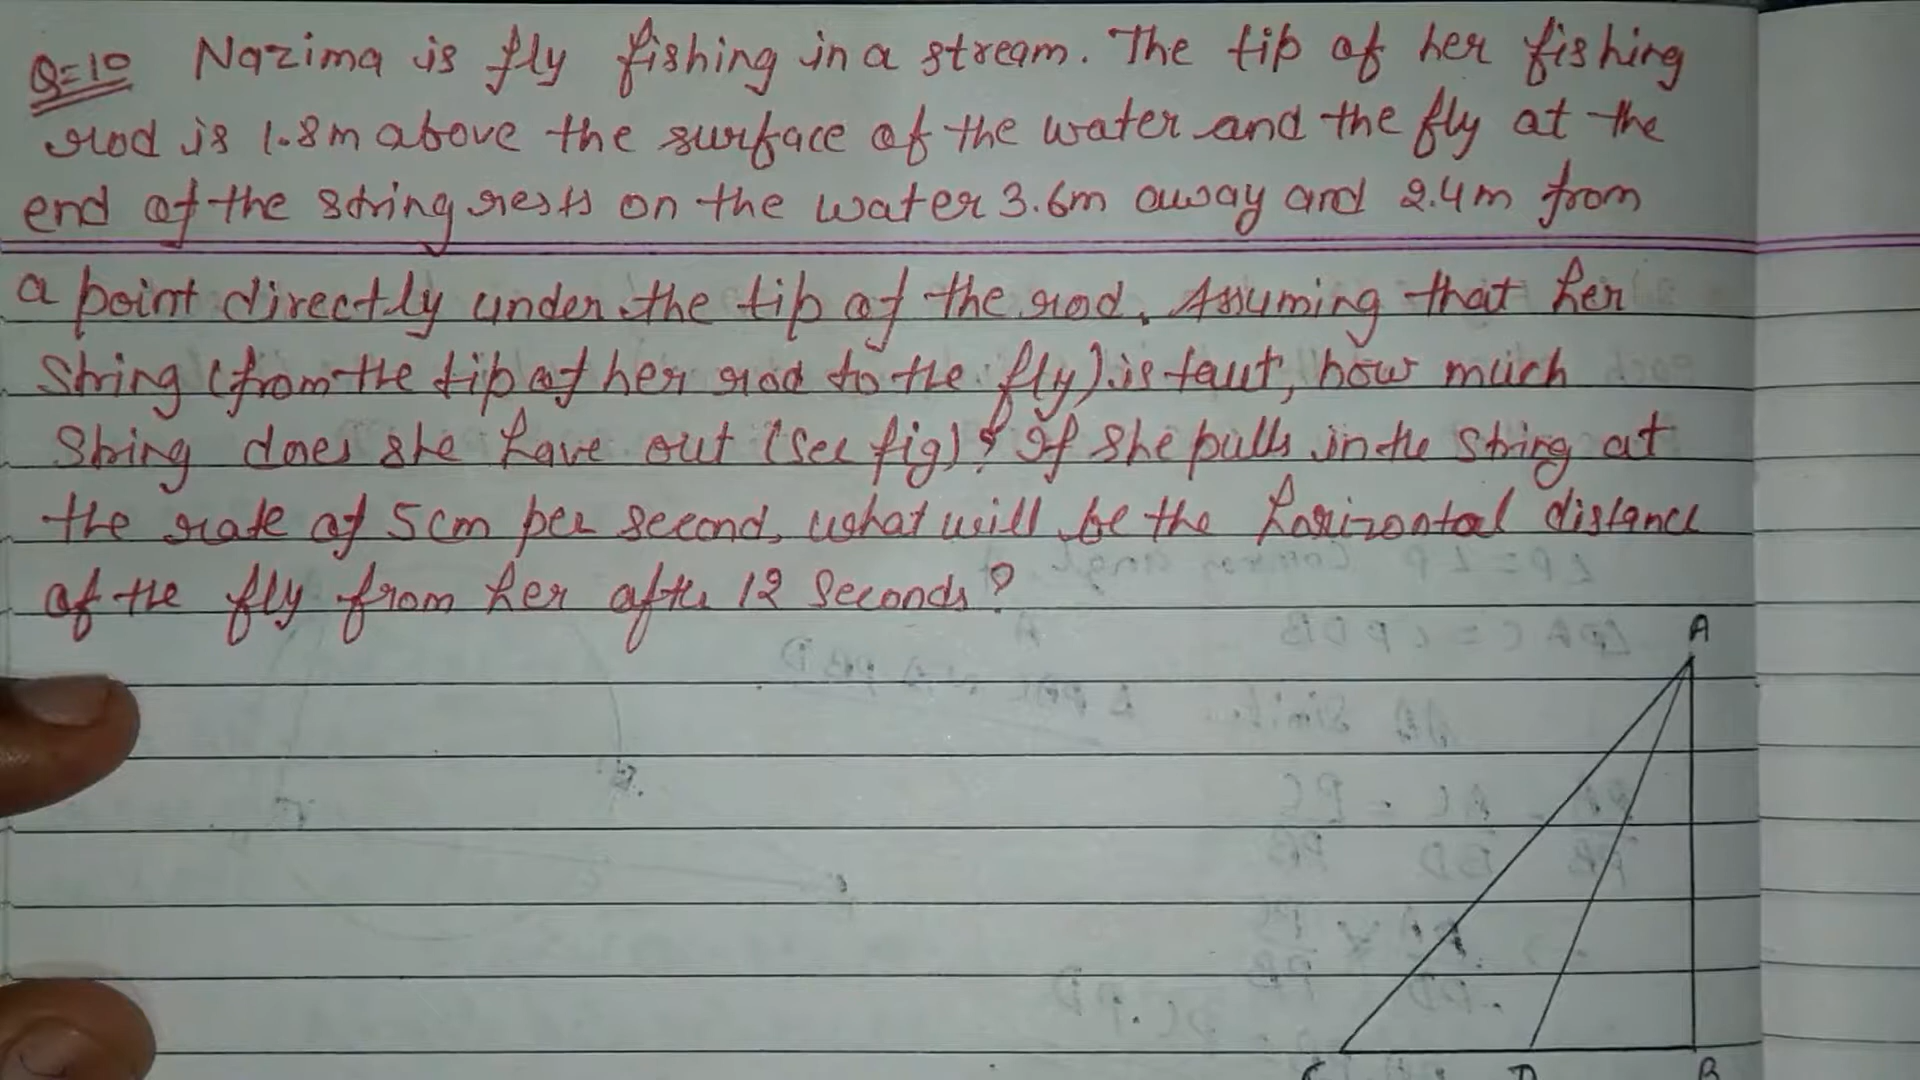 Q=10 Nazima is fly fishing in a stream. The tip of her fishing
rod is 1.8m above the surface of the water and the fly at the
end of the string rests on the water 3.6m away and 2.4m from
a point directly under the tip of the rod. Assuming that her
String (from the tip of her rod to the fly) is taut, how much
String does she have out (See fig)? If She pulls in the String at
the rate of 5cm per second, what will be the horizontal distance
of the fly from her after 12 Seconds?
A
C D B